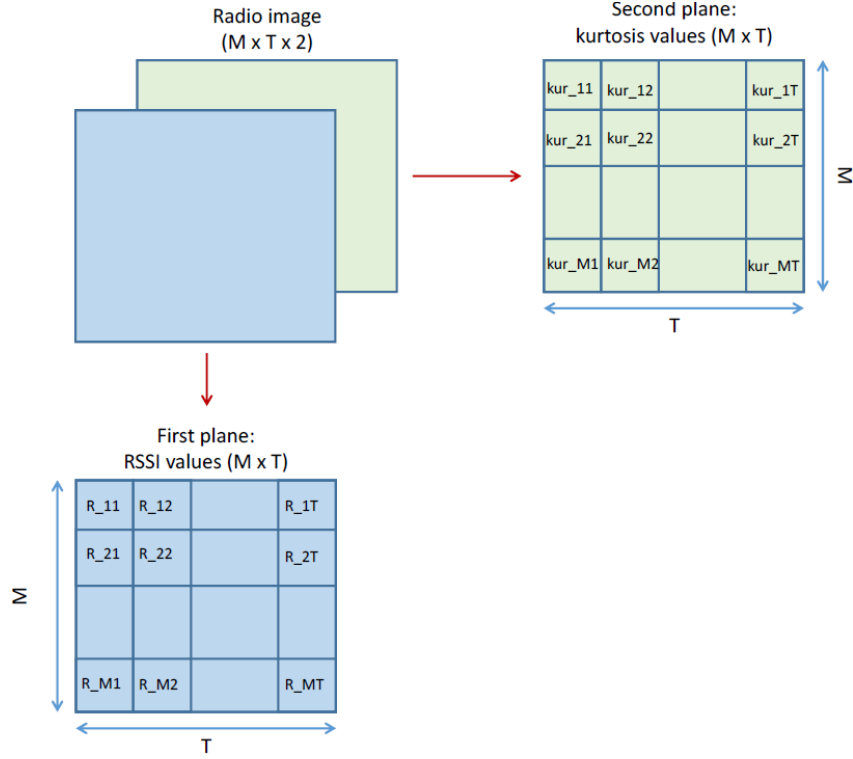 Radio image
(M x T x 2)
Second plane:
kurtosis values (M x T)
kur_11 kur_12 kur_1T
kur_21 kur_22 kur_2T
kur_M1 kur_M2 kur_MT
M
T
First plane:
RSSI values (M x T)
R_11 R_12 R_1T
R_21 R_22 R_2T
R_M1 R_M2 R_MT
M
T